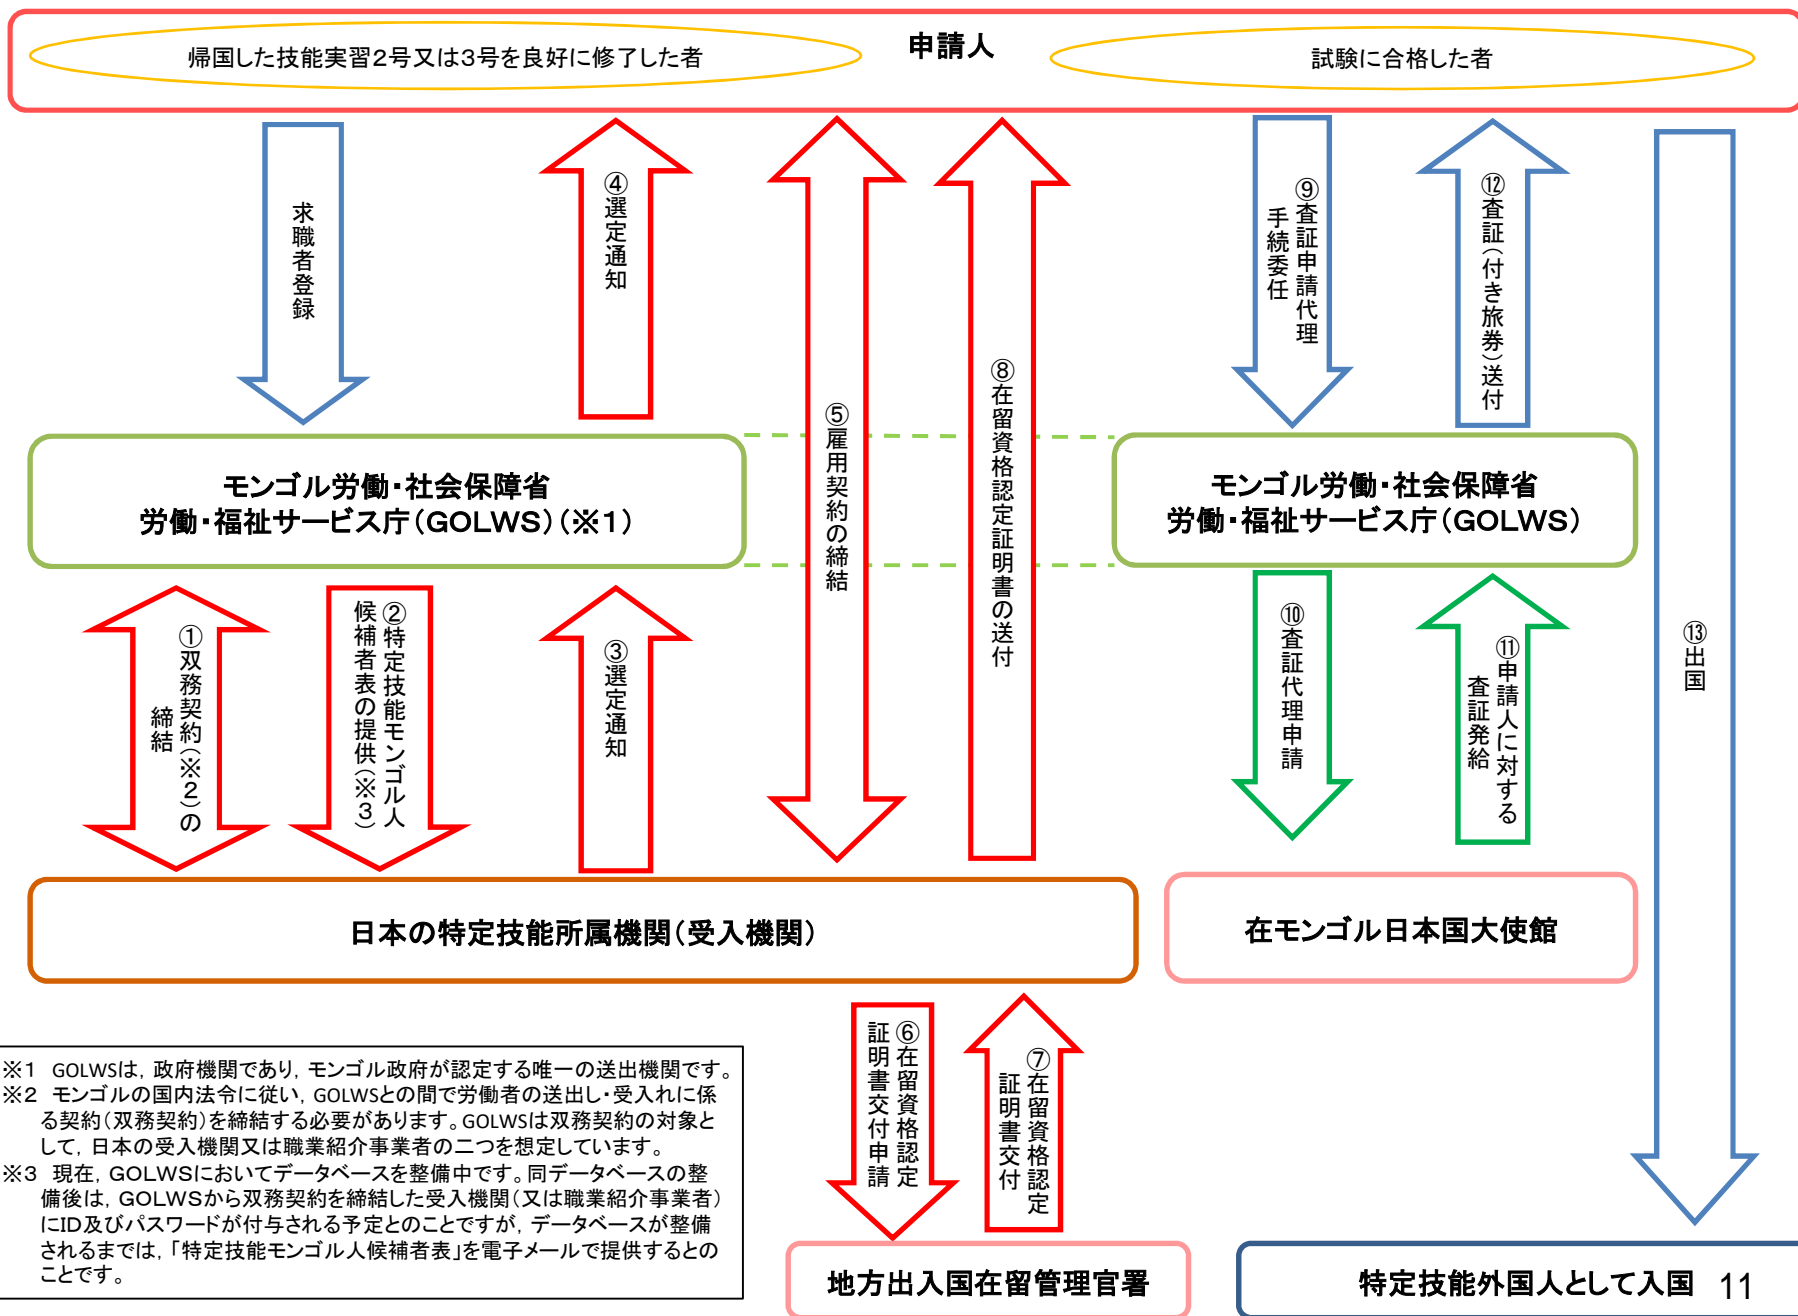 申請人
帰国した技能実習2号又は3号を良好に修了した者
試験に合格した者
求職者登録
④選定通知
⑤雇用契約の締結
⑧在留資格認定証明書の送付
⑨査証申請代理
手続委任
⑫査証(付き旅券)送付
⑬出国
モンゴル労働・社会保障省
労働・福祉サービス庁(GOLWS)(※1)
モンゴル労働・社会保障省
労働・福祉サービス庁(GOLWS)
①双務契約(※2)の
締結
②特定技能モンゴル人
候補者表の提供(※3)
③選定通知
⑩査証代理申請
⑪申請人に対する
査証発給
日本の特定技能所属機関(受入機関)
在モンゴル日本国大使館
⑥在留資格認定
証明書交付申請
⑦在留資格認定
証明書交付
※1 GOLWSは,政府機関であり,モンゴル政府が認定する唯一の送出機関です。
※2 モンゴルの国内法令に従い,GOLWSとの間で労働者の送出し・受入れに係
る契約(双務契約)を締結する必要があります。GOLWSは双務契約の対象と
して,日本の受入機関又は職業紹介事業者の二つを想定しています。
※3 現在,GOLWSにおいてデータベースを整備中です。同データベースの整
備後は,GOLWSから双務契約を締結した受入機関(又は職業紹介事業者)
にID及びパスワードが付与される予定とのことですが,データベースが整備
されるまでは,「特定技能モンゴル人候補者表」を電子メールで提供するとの
ことです。
地方出入国在留管理官署
特定技能外国人として入国
11